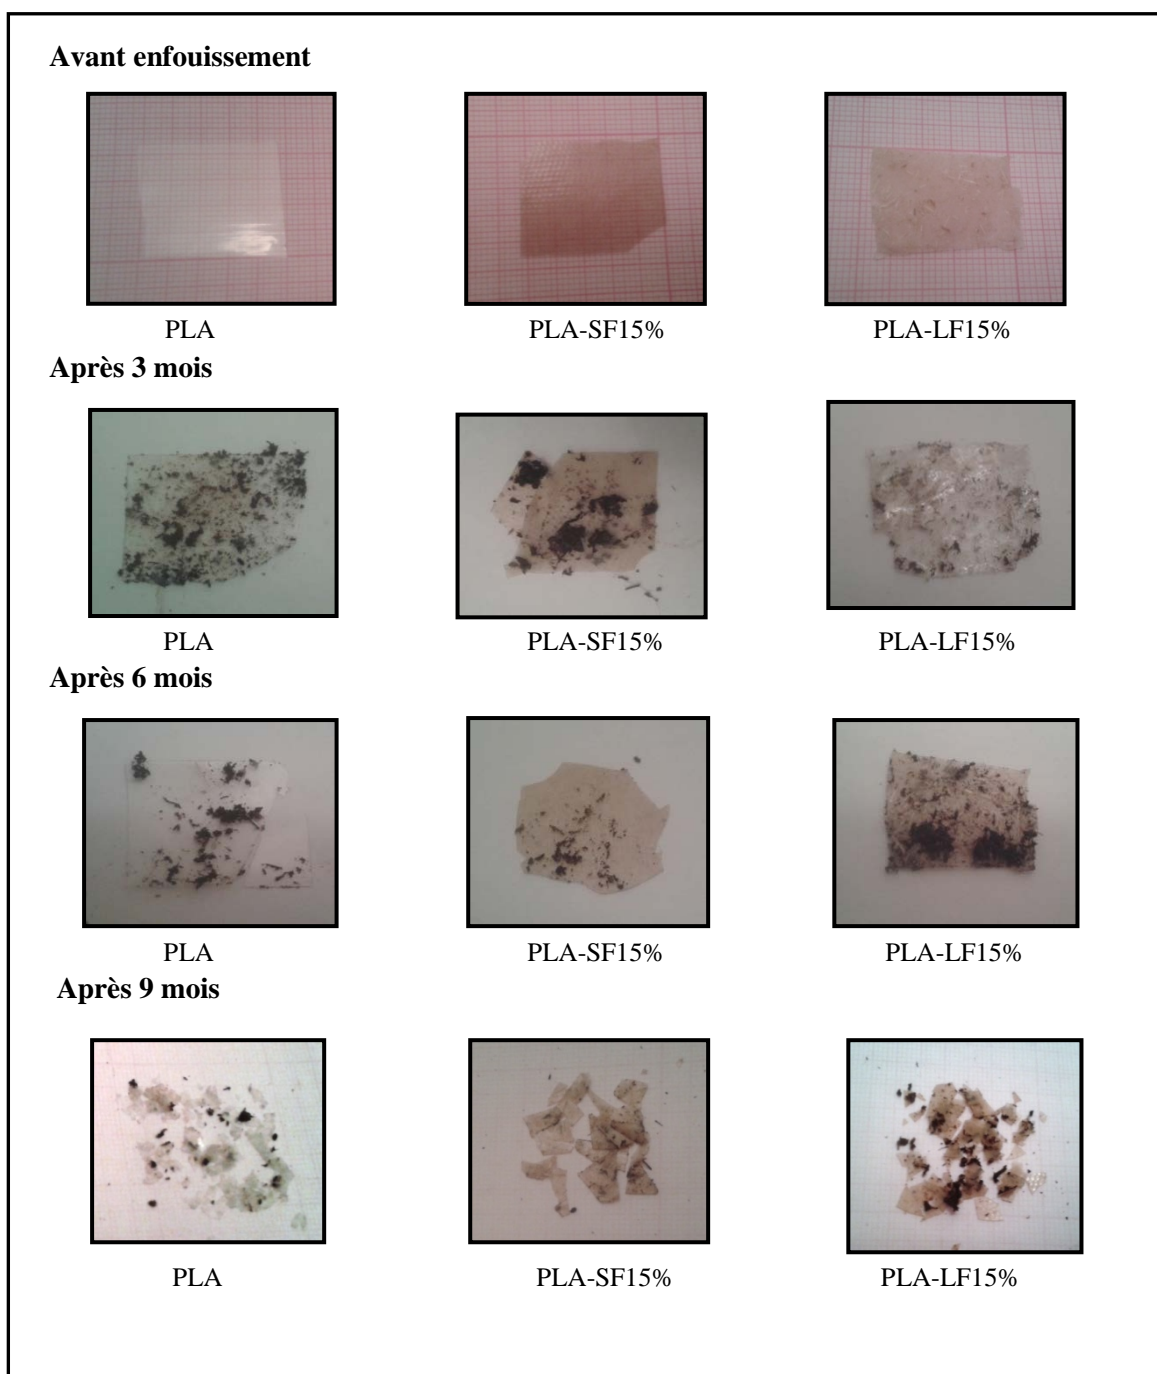 Avant enfouissement
PLA PLA-SF15% PLA-LF15%
Après 3 mois
PLA PLA-SF15% PLA-LF15%
Après 6 mois
PLA PLA-SF15% PLA-LF15%
Après 9 mois
PLA PLA-SF15% PLA-LF15%